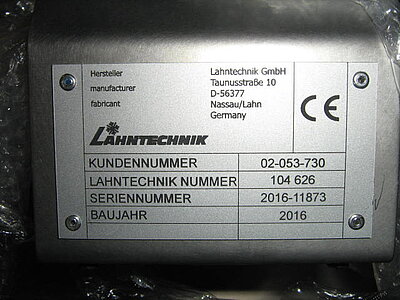 Hersteller
manufacturer
fabricant
Lahntechnik GmbH
Taunusstraße 10
D-56377
Nassau/Lahn
Germany
CE
LAHNTECHNIK
KUNDENNUMMER 02-053-730
LAHNTECHNIK NUMMER 104 626
SERIENNUMMER 2016-11873
BAUJAHR 2016